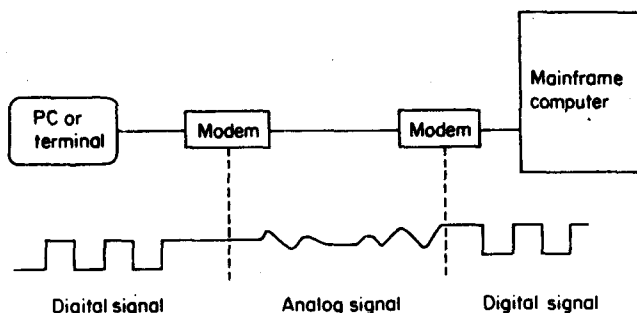 PC or
terminal
Modem
Modem
Mainframe
computer
Digital signal
Analog signal
Digital signal